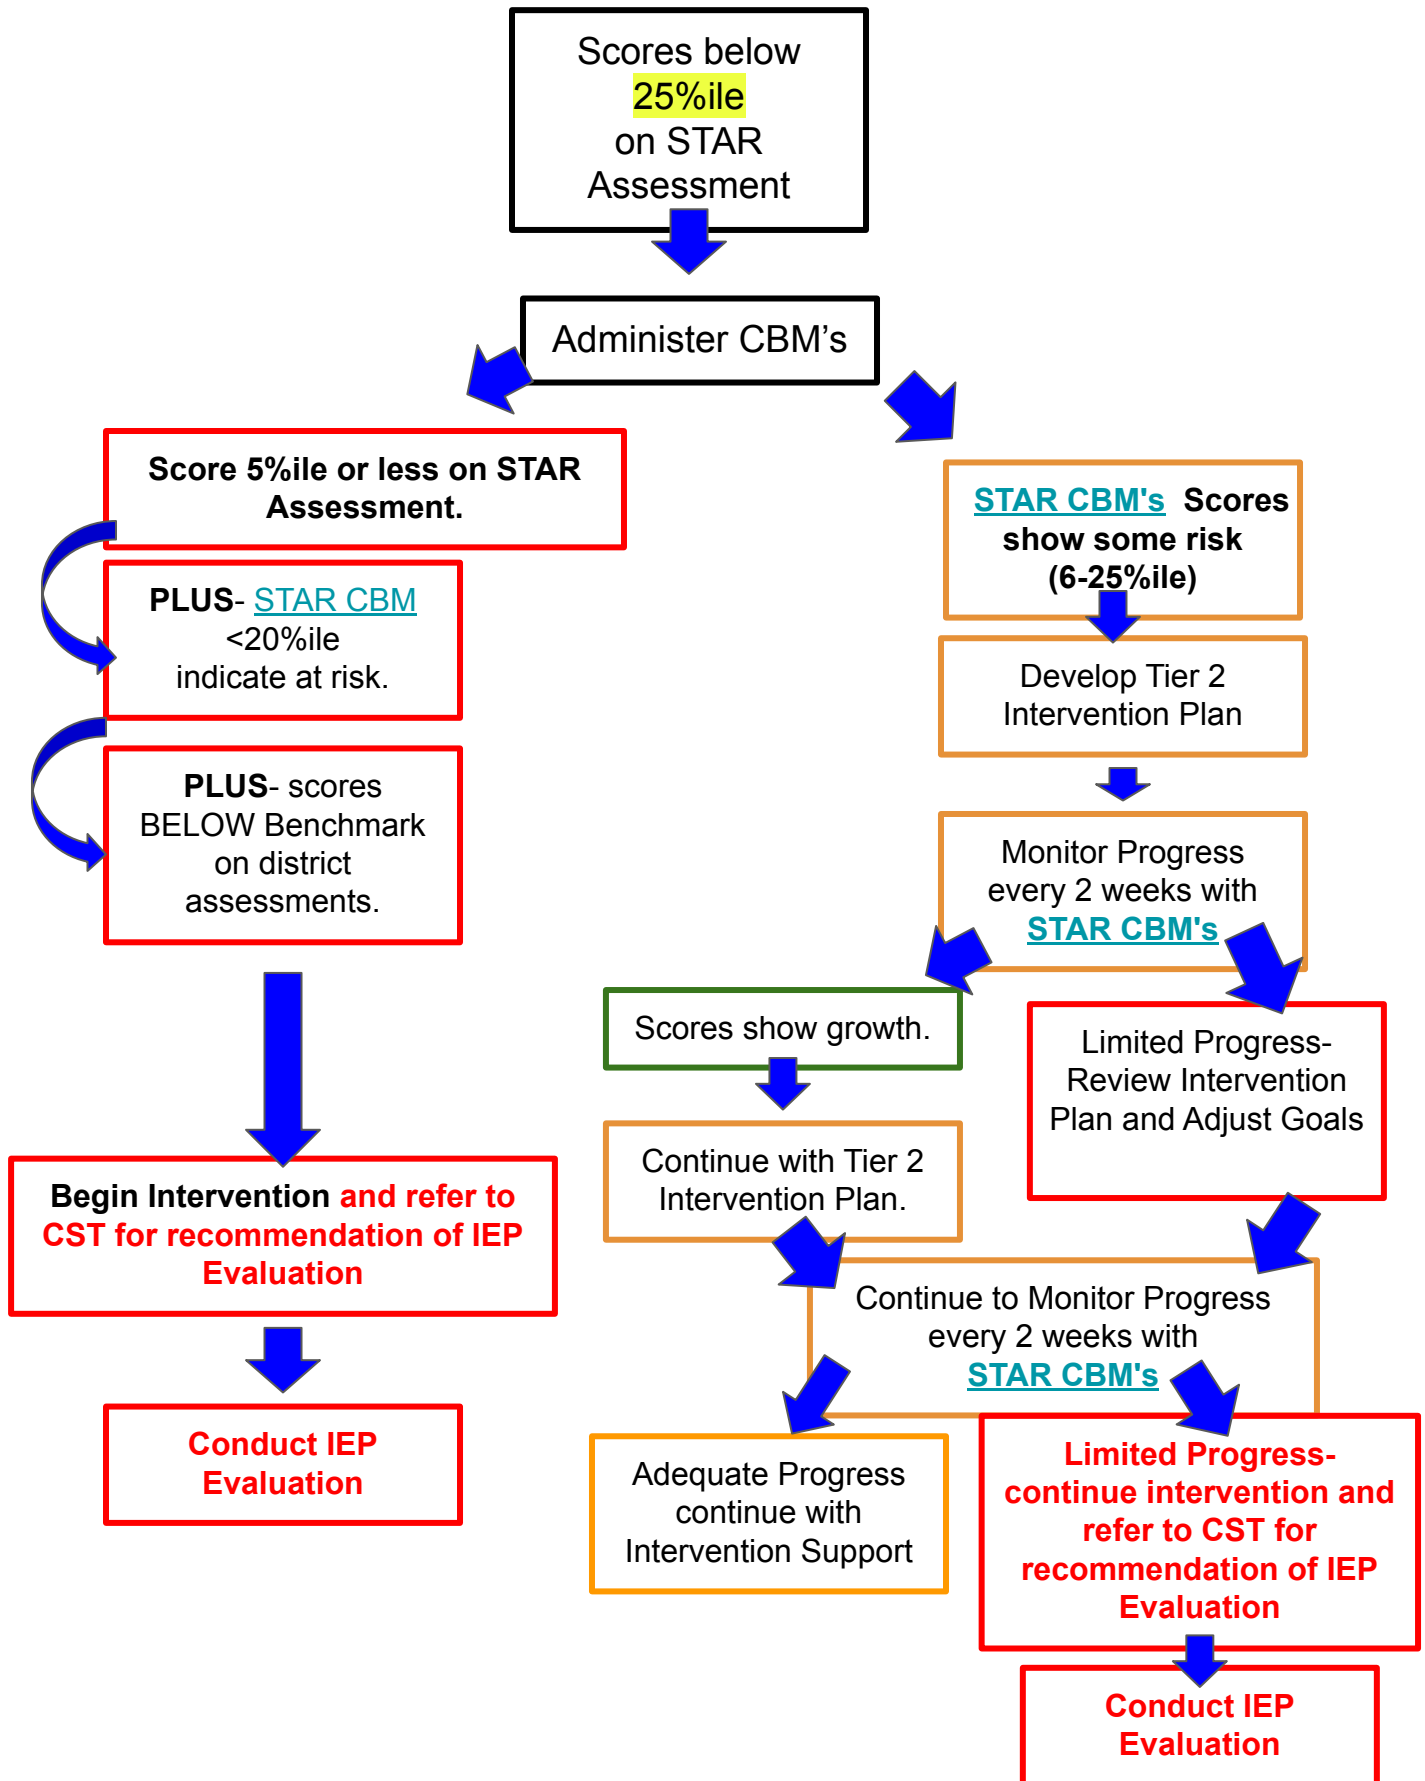 Scores below
25%ile
on STAR
Assessment
Administer CBM’s
Score 5%ile or less on STAR
Assessment.
PLUS- STAR CBM
<20%ile
indicate at risk.
PLUS- scores
BELOW Benchmark
on district
assessments.
Begin Intervention and refer to
CST for recommendation of IEP
Evaluation
Conduct IEP
Evaluation
STAR CBM's Scores
show some risk
(6-25%ile)
Develop Tier 2
Intervention Plan
Monitor Progress
every 2 weeks with
STAR CBM's
Scores show growth.
Continue with Tier 2
Intervention Plan.
Limited Progress-
Review Intervention
Plan and Adjust Goals
Continue to Monitor Progress
every 2 weeks with
STAR CBM's
Adequate Progress
continue with
Intervention Support
Limited Progress-
continue intervention and
refer to CST for
recommendation of IEP
Evaluation
Conduct IEP
Evaluation